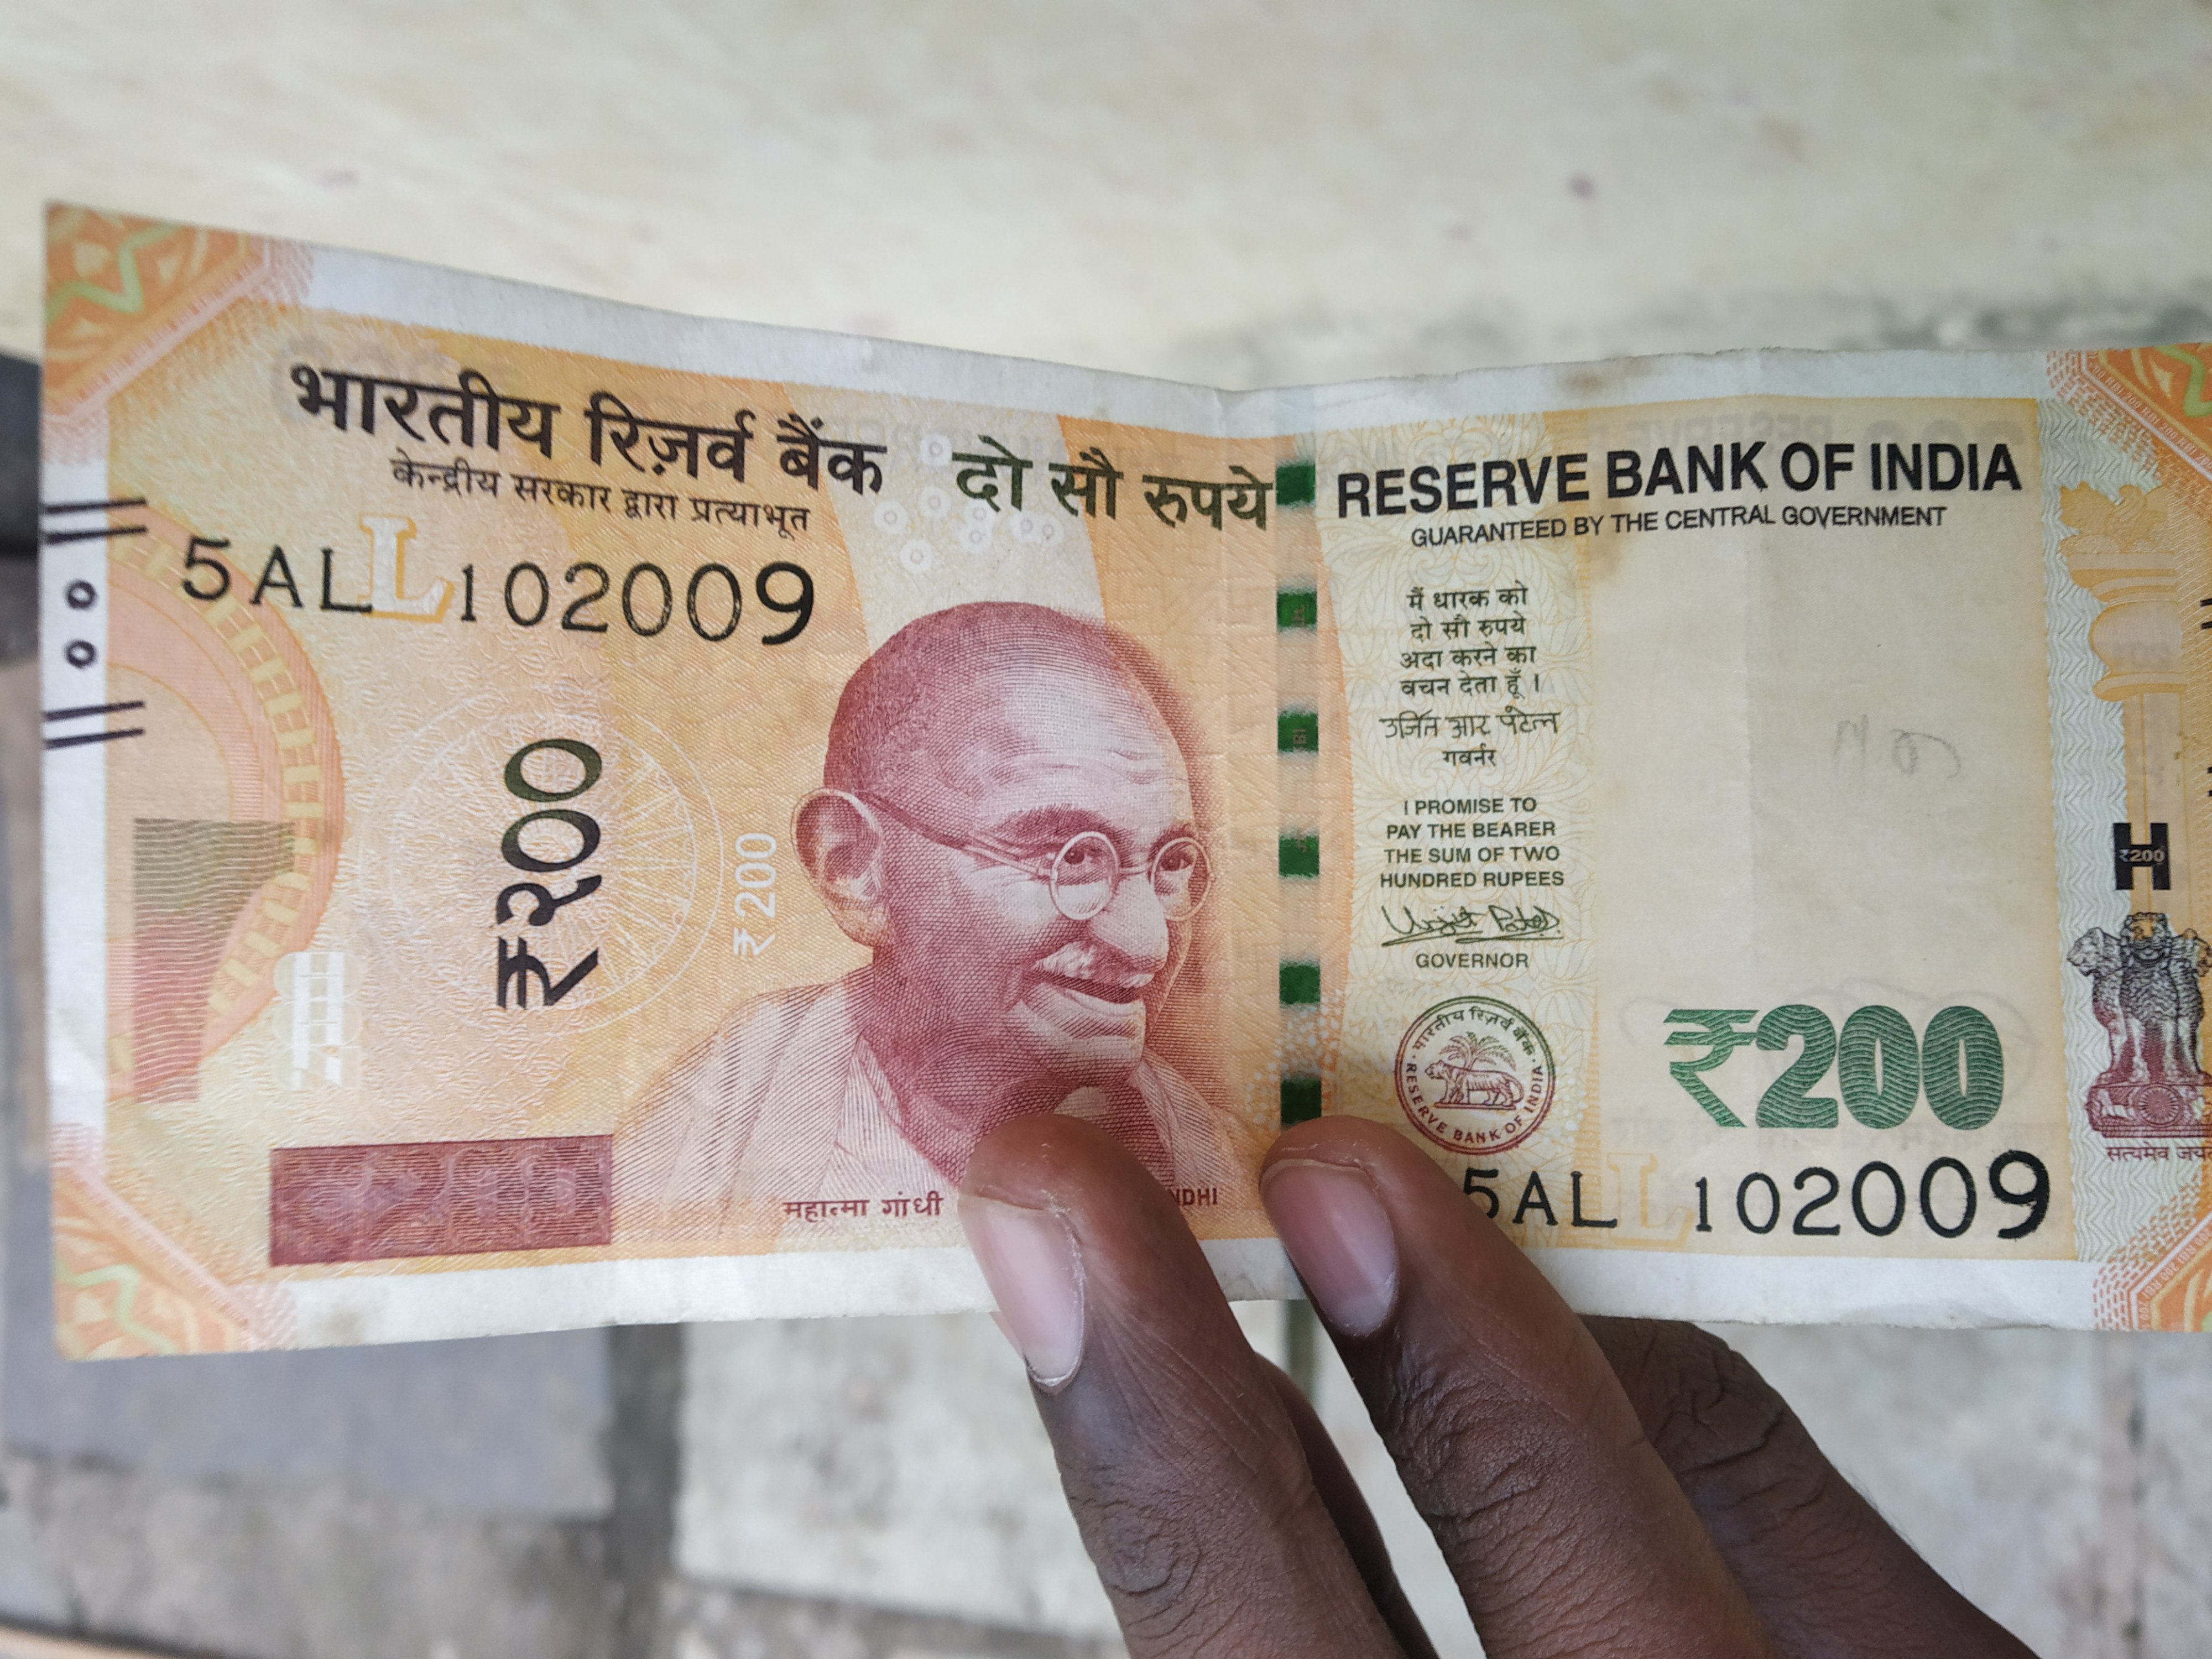 भारतीय रिज़र्व बैंक
केन्द्रीय सरकार द्वारा प्रत्याभूत
दो सौ रुपये
RESERVE BANK OF INDIA
GUARANTEED BY THE CENTRAL GOVERNMENT
5AL 102009
₹२००
₹200
महात्मा गांधी
NDHI
मैं धारक को
दो सौ रुपये
अदा करने का
वचन देता हूँ ।
उर्जित आर पटेल
गवर्नर
I PROMISE TO
PAY THE BEARER
THE SUM OF TWO
HUNDRED RUPEES
GOVERNOR
भारतीय रिज़र्व बैंक
RESERVE BANK OF INDIA
₹200
5AL 102009
₹200
सत्यमेव जयते